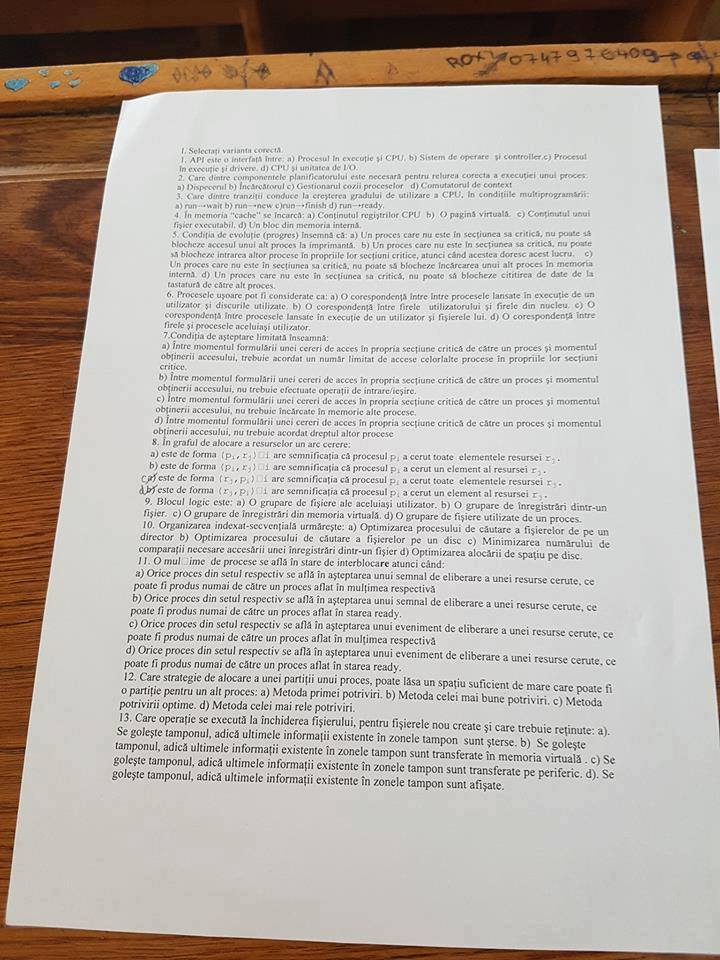 ROXY 0747976409
I. Selectați varianta corectă.
1. API este o interfață între: a) Procesul în execuție și CPU. b) Sistem de operare și controller.c) Procesul
în execuție și drivere. d) CPU și unitatea de I/O.
2. Care dintre componentele planificatorului este necesară pentru relurea corecta a execuției unui proces:
a) Dispecerul b) Încărcătorul c) Gestionarul cozii proceselor d) Comutatorul de context
3. Care dintre tranziții conduce la creșterea gradului de utilizare a CPU, în condițiile multiprogramării:
a) run→wait b) run→new c)run→finish d) run→ready.
4. În memoria “cache” se încarcă: a) Conținutul regiștrilor CPU b) O pagină virtuală. c) Conținutul unui
fișier executabil. d) Un bloc din memoria internă.
5. Condiția de evoluție (progres) însemnă că: a) Un proces care nu este în secțiunea sa critică, nu poate să
blocheze accesul unui alt proces la imprimantă. b) Un proces care nu este în secțiunea sa critică, nu poate
să blocheze intrarea altor procese în propriile lor secțiuni critice, atunci când acestea doresc acest lucru. c)
Un proces care nu este în secțiunea sa critică, nu poate să blocheze încărcarea unui alt proces în memoria
internă. d) Un proces care nu este în secțiunea sa critică, nu poate să blocheze cititirea de date de la
tastatură de către alt proces.
6. Procesele ușoare pot fi considerate ca: a) O corespondență între între procesele lansate în execuție de un
utilizator și discurile utilizate. b) O corespondență între firele utilizatorului și firele din nucleu. c) O
corespondență între procesele lansate în execuție de un utilizator și fișierele lui. d) O corespondență între
firele și procesele aceluiași utilizator.
7.Condiția de așteptare limitată înseamnă:
a) Între momentul formulării unei cereri de acces în propria secțiune critică de către un proces și momentul
obținerii accesului, trebuie acordat un număr limitat de accese celorlalte procese în propriile lor secțiuni
critice.
b) Între momentul formulării unei cereri de acces în propria secțiune critică de către un proces și momentul
obținerii accesului, nu trebuie efectuate operații de intrare/ieșire.
c) Între momentul formulării unei cereri de acces în propria secțiune critică de către un proces și momentul
obținerii accesului, nu trebuie încărcate în memorie alte procese.
d) Între momentul formulării unei cereri de acces în propria secțiune critică de către un proces și momentul
obținerii accesului, nu trebuie acordat dreptul altor procese
8. În graful de alocare a resurselor un arc cerere:
a) este de forma (pi,rj)□i are semnificația că procesul pi a cerut toate elementele resursei rj.
b) este de forma (pi,rj)□i are semnificația că procesul pi a cerut un element al resursei rj.
c a) este de forma (rj,pi)□i are semnificația că procesul pi a cerut toate elementele resursei rj.
d b) este de forma (rj,pi)□i are semnificația că procesul pi a cerut un element al resursei rj.
9. Blocul logic este: a) O grupare de fișiere ale aceluiași utilizator. b) O grupare de înregistrări dintr-un
fișier. c) O grupare de înregistrări din memoria virtuală. d) O grupare de fișiere utilizate de un proces.
10. Organizarea indexat-secvențială urmărește: a) Optimizarea procesului de căutare a fișierelor de pe un
director b) Optimizarea procesului de căutare a fișierelor pe un disc c) Minimizarea numărului de
comparații necesare accesării unei înregistrări dintr-un fișier d) Optimizarea alocării de spațiu pe disc.
11. O mul□ime de procese se află în stare de interblocare atunci când:
a) Orice proces din setul respectiv se află în așteptarea unui semnal de eliberare a unei resurse cerute, ce
poate fi produs numai de către un proces aflat în mulțimea respectivă
b) Orice proces din setul respectiv se află în așteptarea unui semnal de eliberare a unei resurse cerute, ce
poate fi produs numai de către un proces aflat în starea ready.
c) Orice proces din setul respectiv se află în așteptarea unui eveniment de eliberare a unei resurse cerute, ce
poate fi produs numai de către un proces aflat în mulțimea respectivă
d) Orice proces din setul respectiv se află în așteptarea unui eveniment de eliberare a unei resurse cerute, ce
poate fi produs numai de către un proces aflat în starea ready.
12. Care strategie de alocare a unei partiții unui proces, poate lăsa un spațiu suficient de mare care poate fi
o partiție pentru un alt proces: a) Metoda primei potriviri. b) Metoda celei mai bune potriviri. c) Metoda
potrivirii optime. d) Metoda celei mai rele potriviri.
13. Care operație se execută la închiderea fișierului, pentru fișierele nou create și care trebuie reținute: a).
Se golește tamponul, adică ultimele informații existente în zonele tampon sunt șterse. b) Se golește
tamponul, adică ultimele informații existente în zonele tampon sunt transferate în memoria virtuală . c) Se
golește tamponul, adică ultimele informații existente în zonele tampon sunt transferate pe periferic. d). Se
golește tamponul, adică ultimele informații existente în zonele tampon sunt afișate.